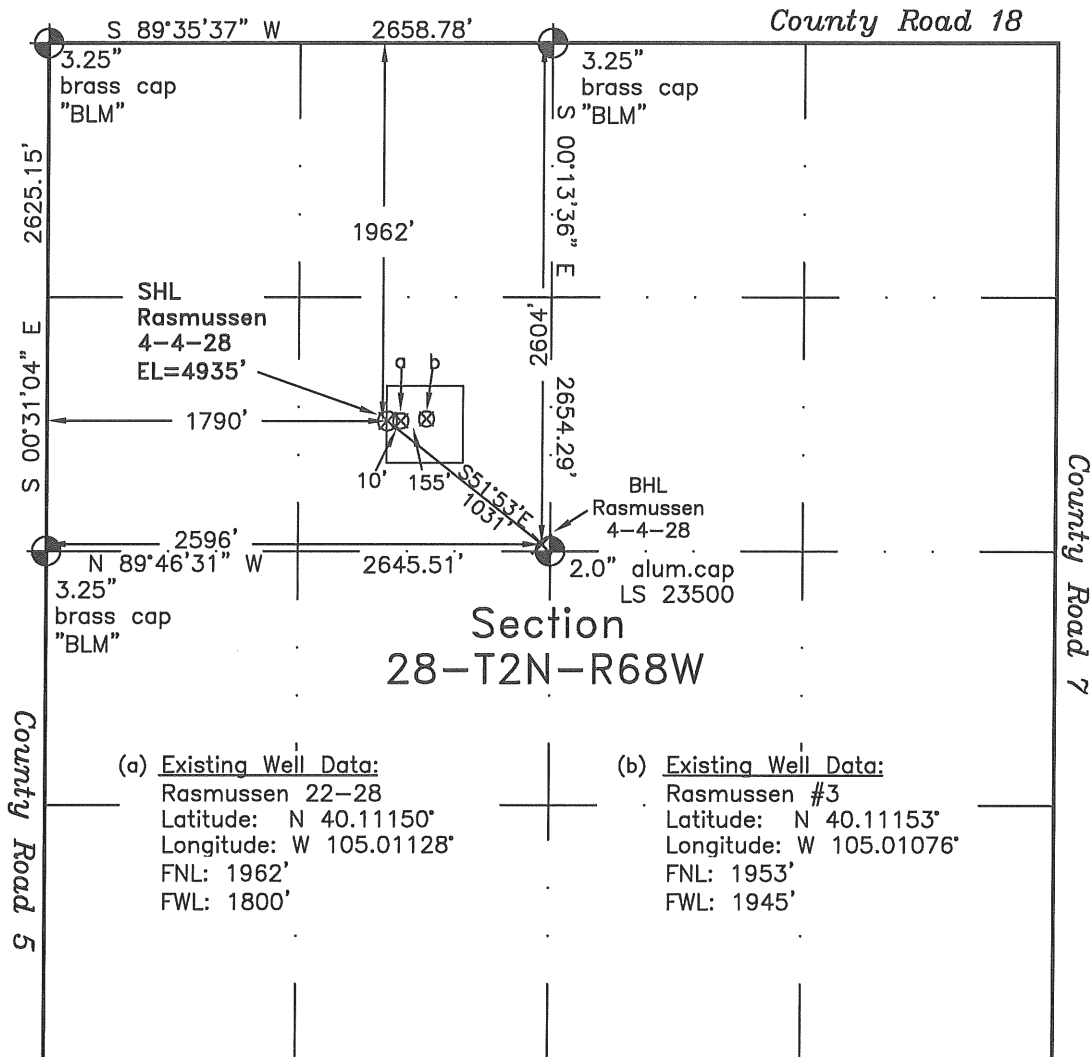 County Road 18
S 89°35'37" W 2658.78'
3.25"
brass cap
"BLM"
3.25"
brass cap
"BLM"
2625.15'
S 00°31'04" E
S 00°13'36" E
2654.29'
1962'
2604'
SHL
Rasmussen
4-4-28
EL=4935'
a
b
1790'
10'
155'
S51°53'E
1031'
BHL
Rasmussen
4-4-28
2596'
N 89°46'31" W 2645.51'
3.25"
brass cap
"BLM"
2.0" alum.cap
LS 23500
County Road 7
Section
28-T2N-R68W
County Road 5
(a) Existing Well Data:
Rasmussen 22-28
Latitude: N 40.11150°
Longitude: W 105.01128°
FNL: 1962'
FWL: 1800'
(b) Existing Well Data:
Rasmussen #3
Latitude: N 40.11153°
Longitude: W 105.01076°
FNL: 1953'
FWL: 1945'